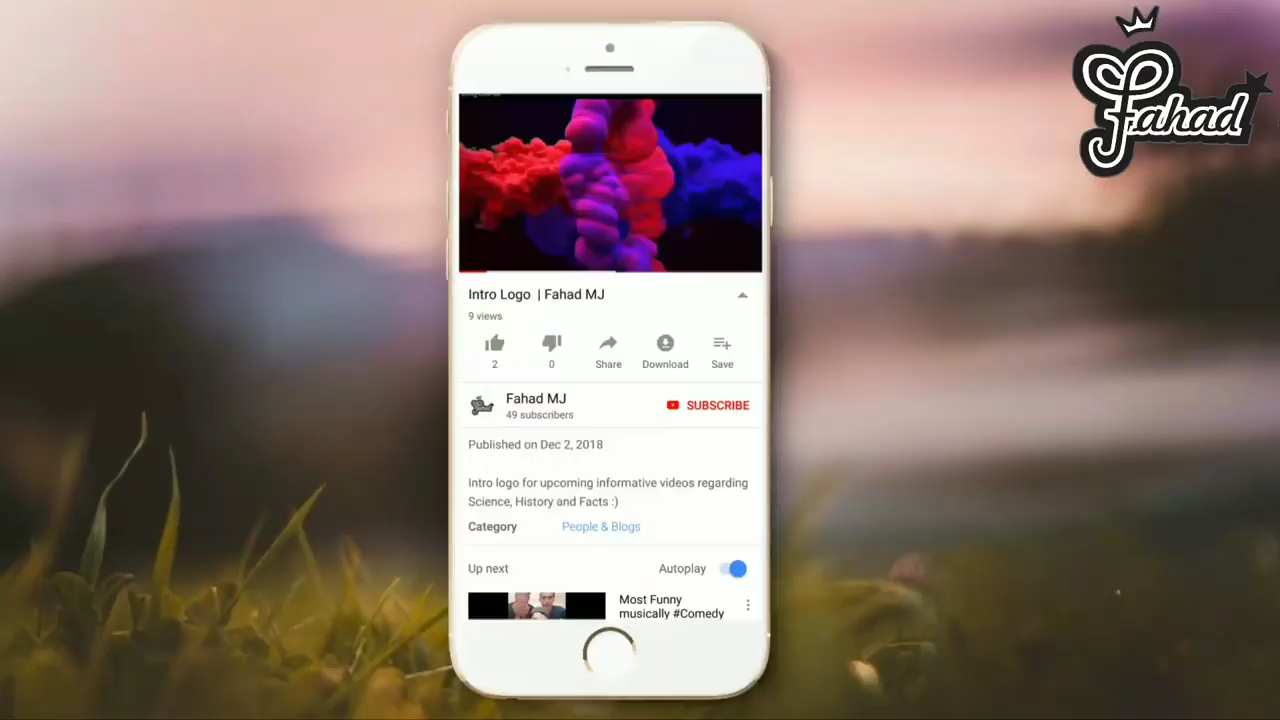 Fahad
Intro Logo | Fahad MJ
9 views
2
0
Share
Download
Save
Fahad MJ
49 subscribers
SUBSCRIBE
Published on Dec 2, 2018
Intro logo for upcoming informative videos regarding
Science, History and Facts :)
Category
People & Blogs
Up next
Autoplay
Most Funny
musically #Comedy